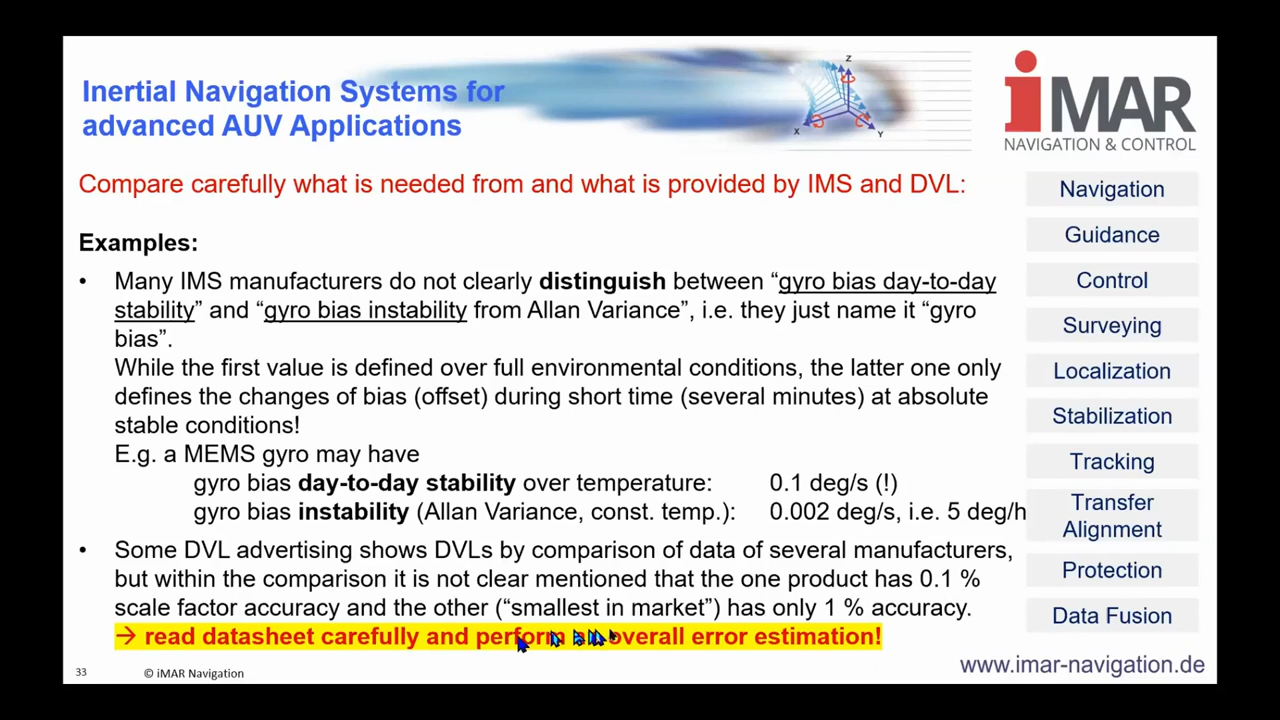 Inertial Navigation Systems for
advanced AUV Applications
Z
X
Y
iMAR
NAVIGATION & CONTROL
Compare carefully what is needed from and what is provided by IMS and DVL:
Examples:
• Many IMS manufacturers do not clearly distinguish between “gyro bias day-to-day
stability” and “gyro bias instability from Allan Variance”, i.e. they just name it “gyro
bias”.
While the first value is defined over full environmental conditions, the latter one only
defines the changes of bias (offset) during short time (several minutes) at absolute
stable conditions!
E.g. a MEMS gyro may have
gyro bias day-to-day stability over temperature: 0.1 deg/s (!)
gyro bias instability (Allan Variance, const. temp.): 0.002 deg/s, i.e. 5 deg/h
• Some DVL advertising shows DVLs by comparison of data of several manufacturers,
but within the comparison it is not clear mentioned that the one product has 0.1 %
scale factor accuracy and the other (“smallest in market”) has only 1 % accuracy.
→ read datasheet carefully and perform an overall error estimation!
Navigation
Guidance
Control
Surveying
Localization
Stabilization
Tracking
Transfer
Alignment
Protection
Data Fusion
33
© iMAR Navigation
www.imar-navigation.de